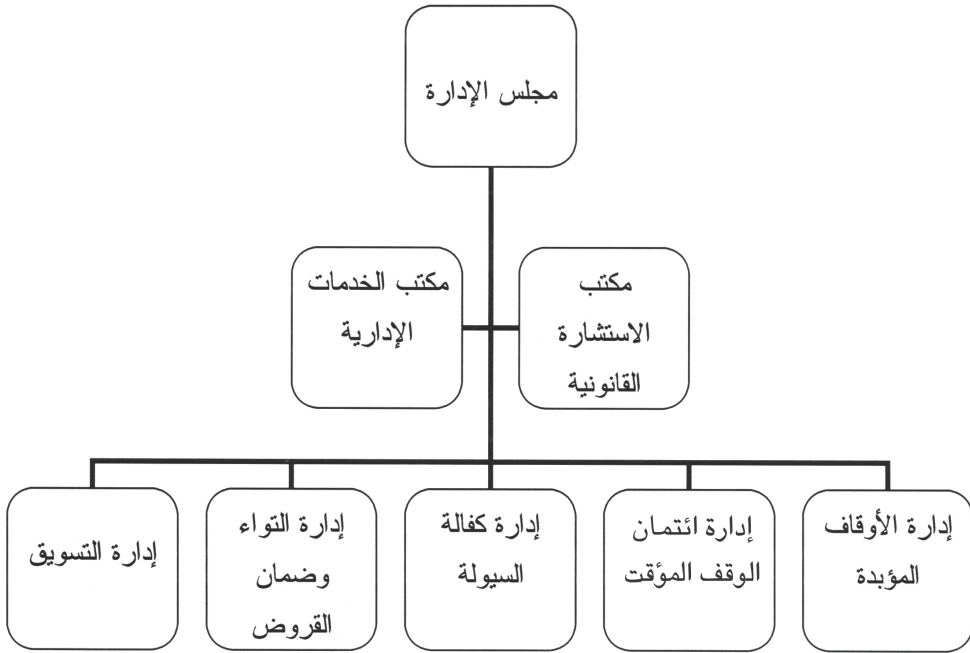 مجلس الإدارة
مكتب
الاستشارة
القانونية
مكتب الخدمات
الإدارية
إدارة الأوقاف
المؤبدة
إدارة ائتمان
الوقف المؤقت
إدارة كفالة
السيولة
إدارة التواء
وضمان
القروض
إدارة التسويق